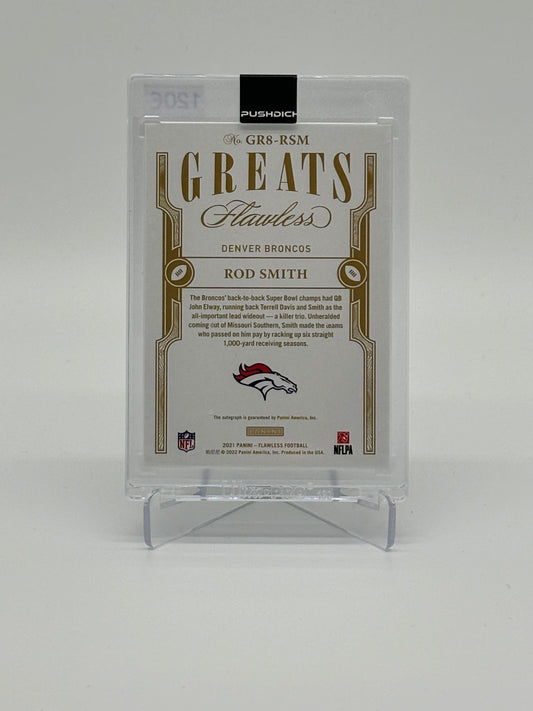 PUSHDICH
No. GR8-RSM
GREATS
Flawless
DENVER BRONCOS
ROD SMITH
The Broncos' back-to-back Super Bowl champs had QB
John Elway, running back Terrell Davis and Smith as the
all-important lead wideout — a killer trio. Unheralded
coming out of Missouri Southern, Smith made the teams
who passed on him pay by racking up six straight
1,000-yard receiving seasons.
The autograph is guaranteed by Panini America, Inc.
PANINI
NFL
2021 PANINI – FLAWLESS FOOTBALL
© 2022 Panini America, Inc. Produced in the USA.
NFLPA